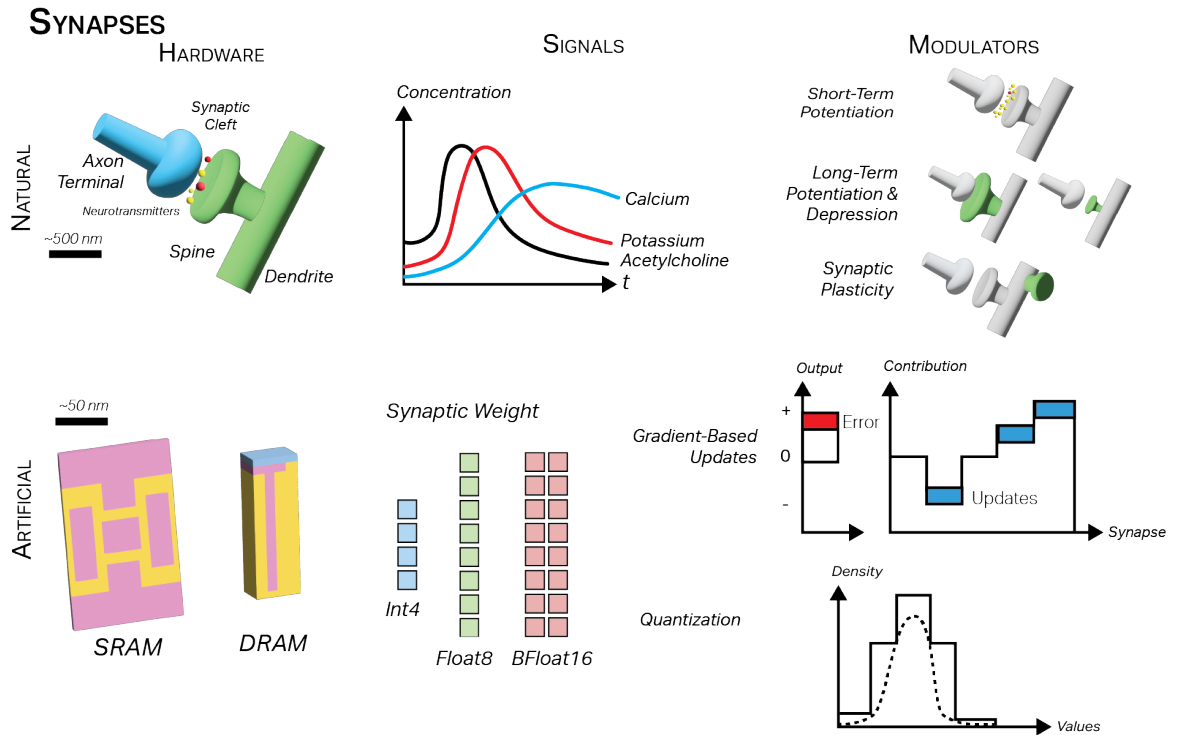 SYNAPSES
HARDWARE
SIGNALS
MODULATORS
NATURAL
Synaptic
Cleft
Axon
Terminal
Neurotransmitters
~500 nm
Spine
Dendrite
Concentration
Calcium
Potassium
Acetylcholine
t
Short-Term
Potentiation
Long-Term
Potentiation &
Depression
Synaptic
Plasticity
ARTIFICIAL
~50 nm
SRAM
DRAM
Synaptic Weight
Int4
Float8
BFloat16
Gradient-Based
Updates
Output
+
0
-
Error
Contribution
Updates
Synapse
Quantization
Density
Values